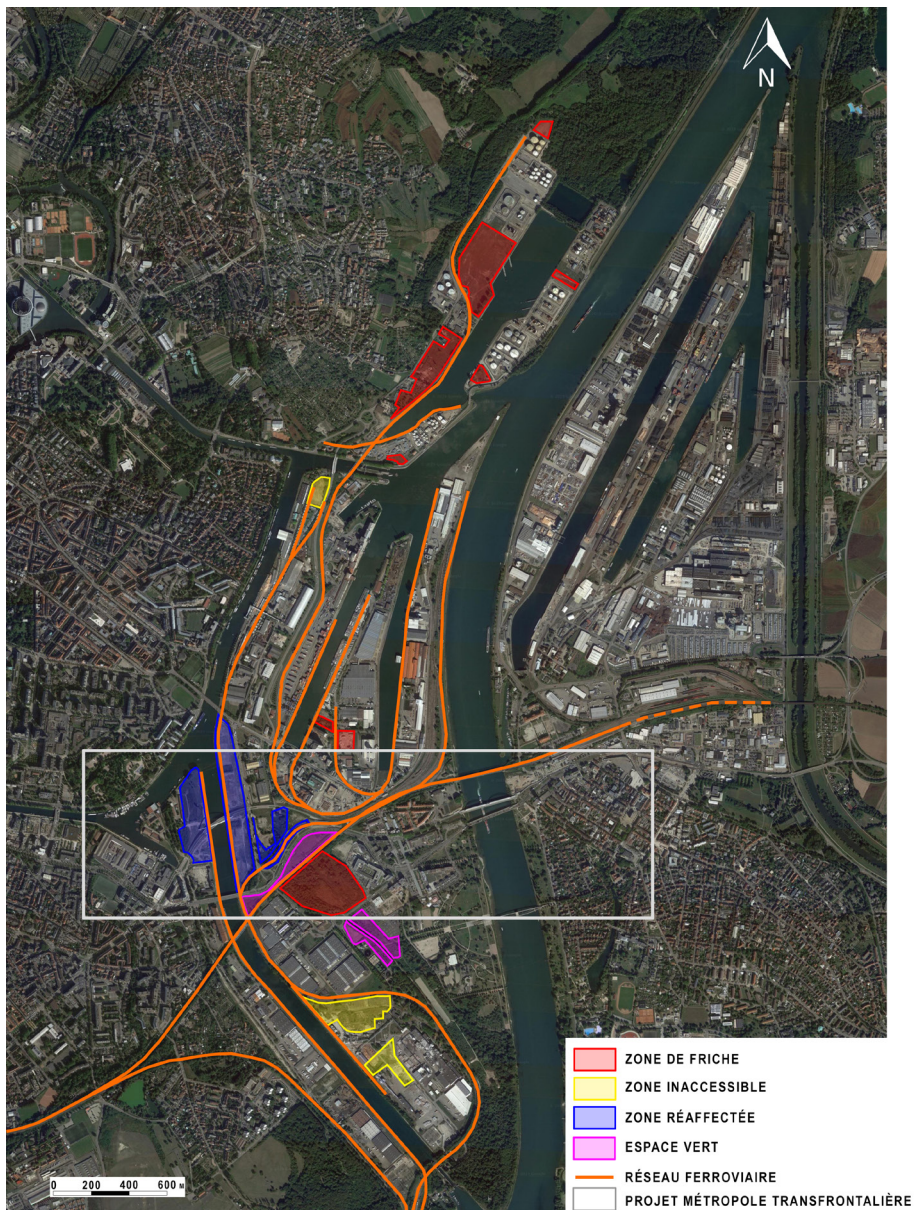 N
ZONE DE FRICHE
ZONE INACCESSIBLE
ZONE RÉAFFECTÉE
ESPACE VERT
RÉSEAU FERROVIAIRE
PROJET MÉTROPOLE TRANSFRONTALIÈRE
0 200 400 600 M